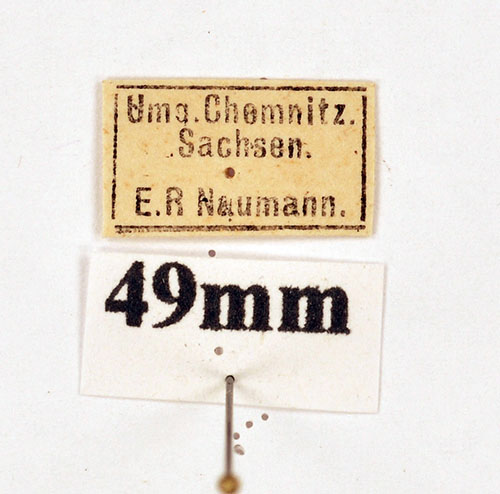 Umg. Chemnitz.
Sachsen.
E.R Naumann.
49mm